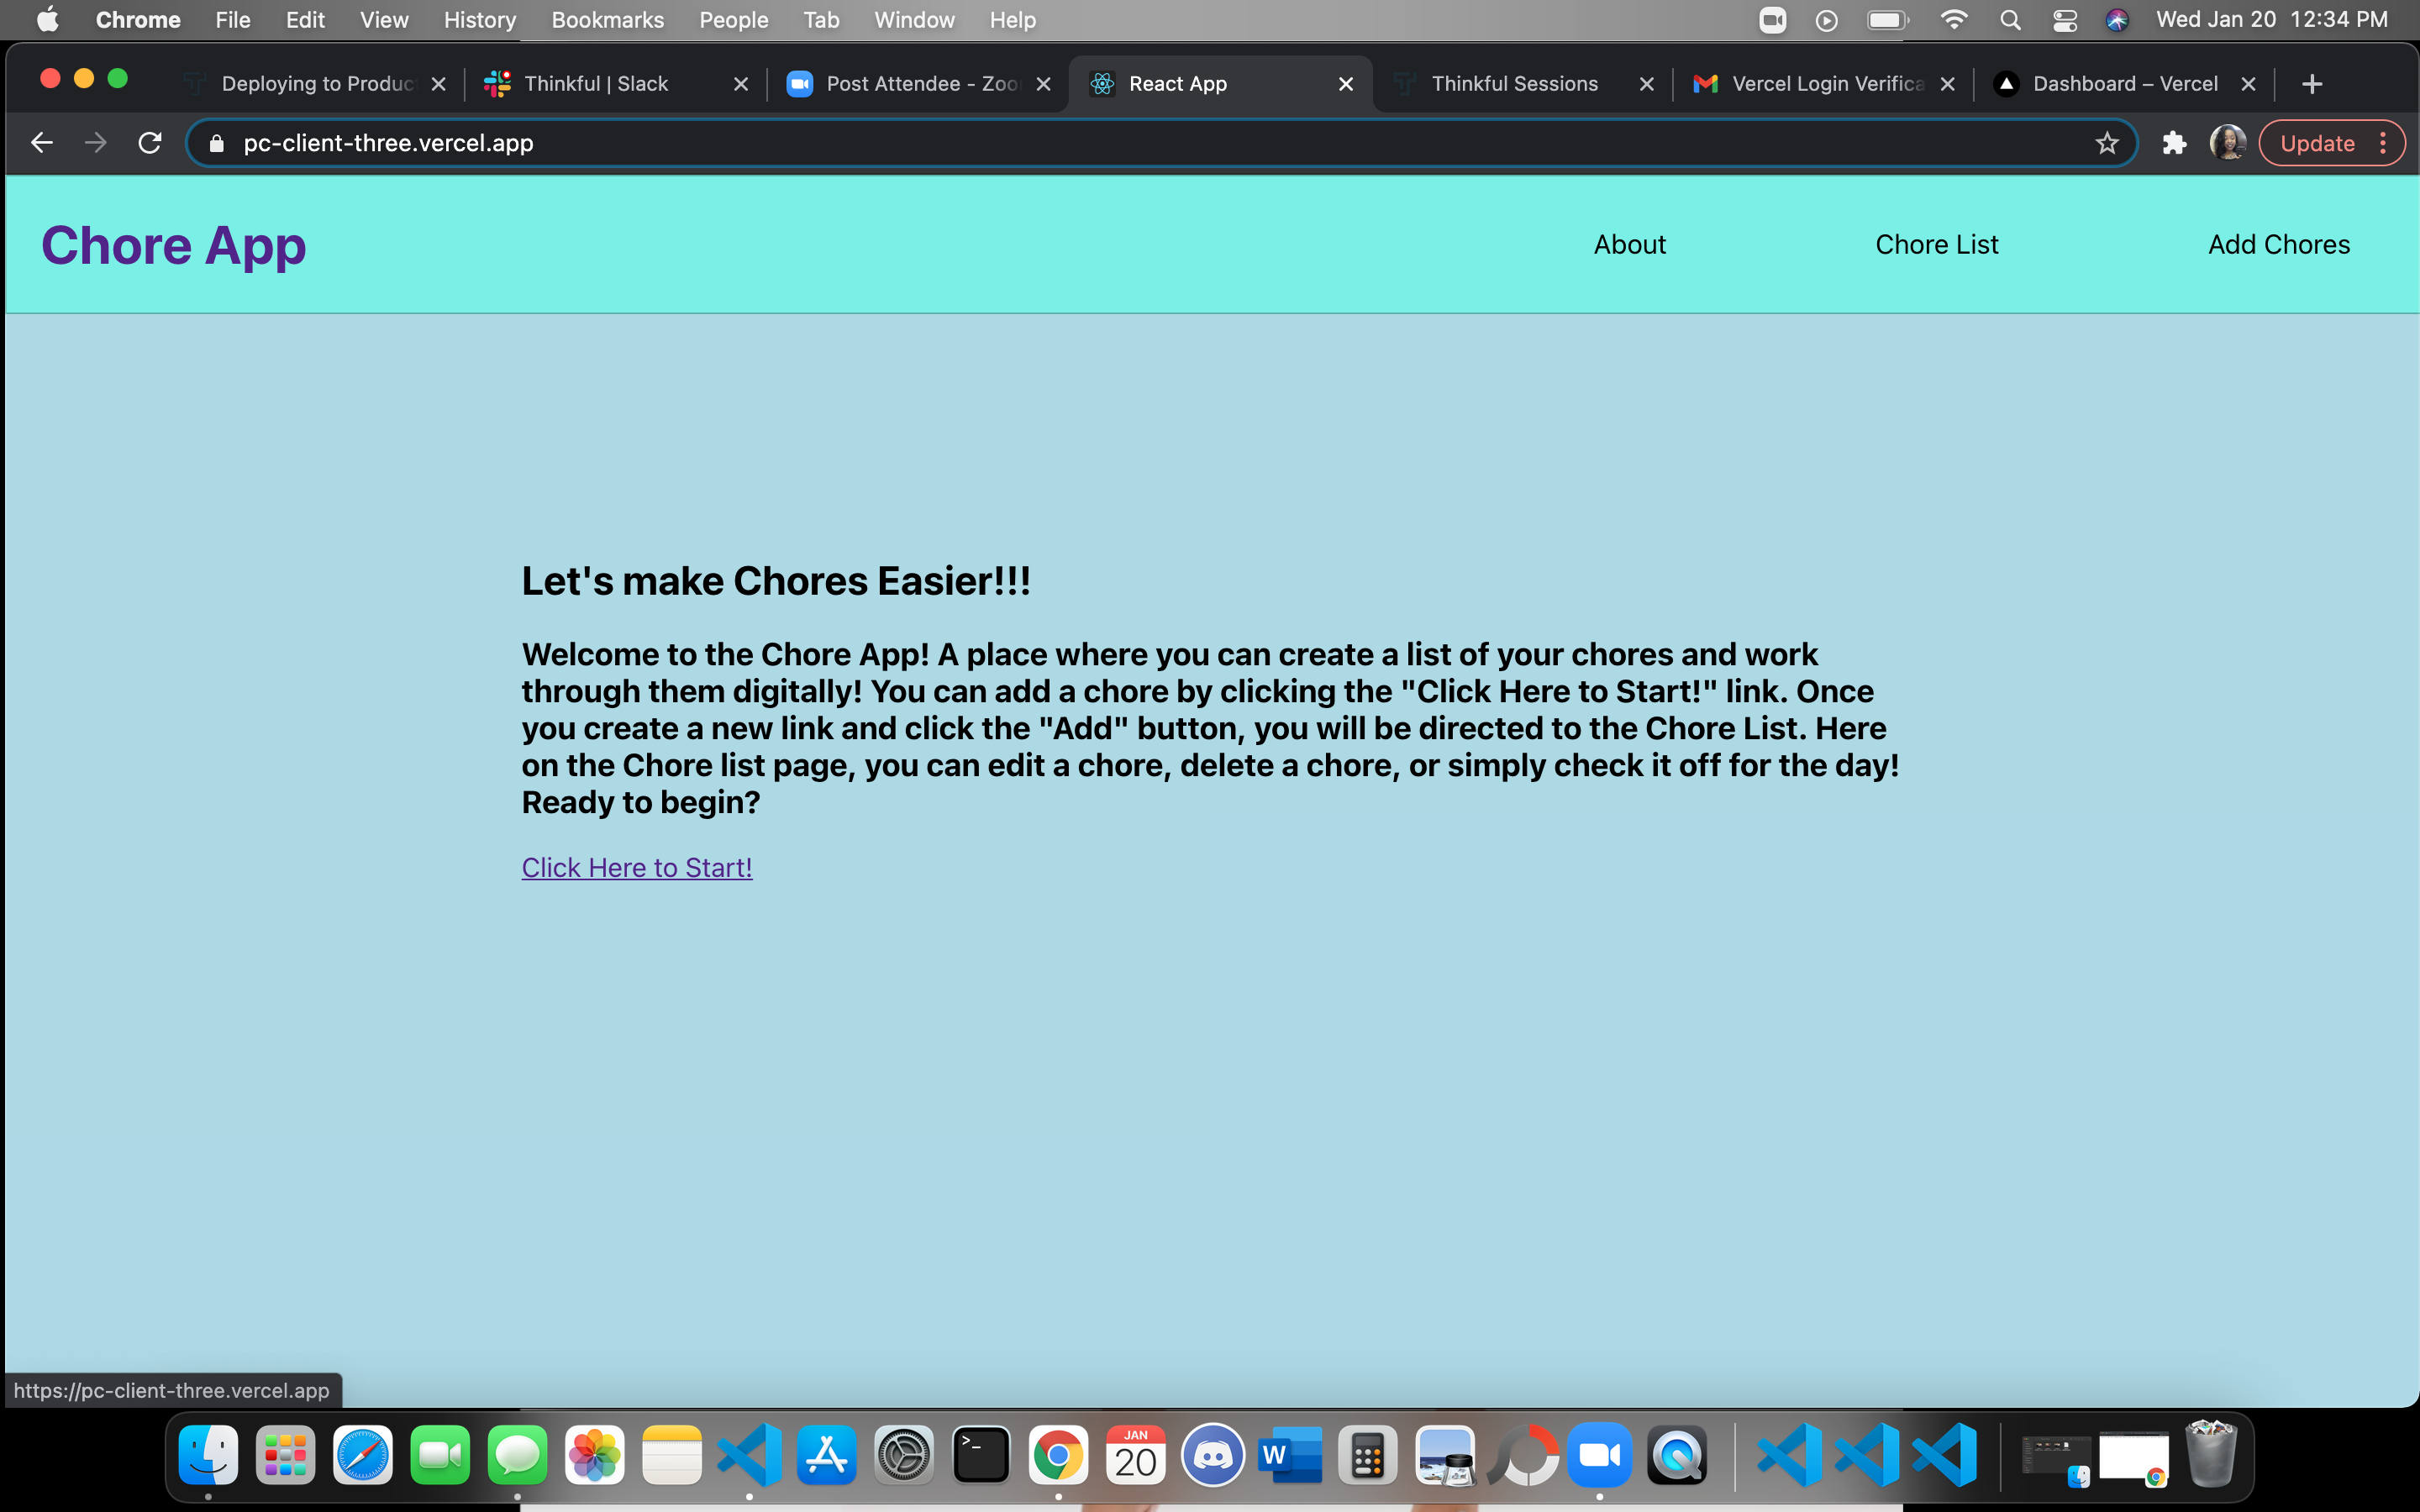 Chrome File Edit View History Bookmarks People Tab Window Help Wed Jan 20 12:34 PM
Deploying to Produc Thinkful | Slack Post Attendee - Zoo React App Thinkful Sessions Vercel Login Verifica Dashboard – Vercel
pc-client-three.vercel.app Update
Chore App About Chore List Add Chores
Let's make Chores Easier!!!
Welcome to the Chore App! A place where you can create a list of your chores and work
through them digitally! You can add a chore by clicking the "Click Here to Start!" link. Once
you create a new link and click the "Add" button, you will be directed to the Chore List. Here
on the Chore list page, you can edit a chore, delete a chore, or simply check it off for the day!
Ready to begin?
Click Here to Start!
https://pc-client-three.vercel.app
JAN
20
W